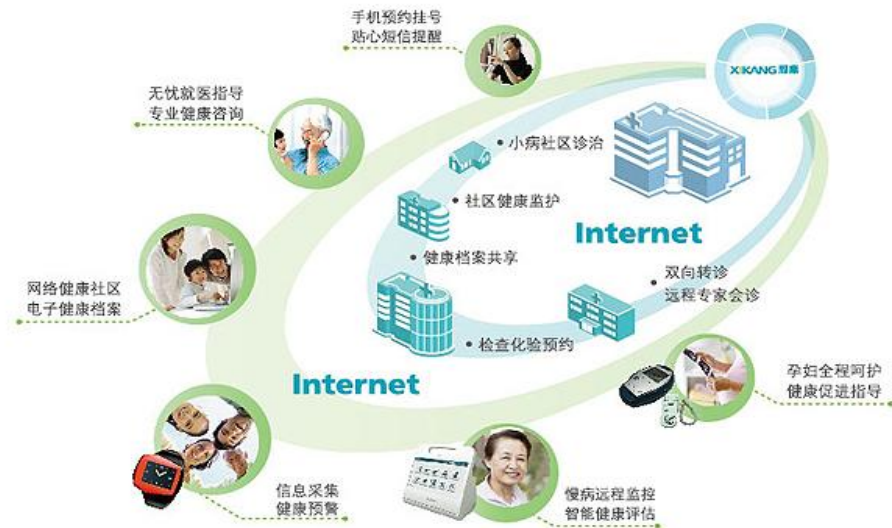 手机预约挂号
贴心短信提醒
XIKANG 熙康
无忧就医指导
专业健康咨询
• 小病社区诊治
• 社区健康监护
Internet
• 健康档案共享
双向转诊
• 远程专家会诊
网络健康社区
电子健康档案
• 检查化验预约
Internet
孕妇全程呵护
健康促进指导
信息采集
健康预警
慢病远程监控
智能健康评估